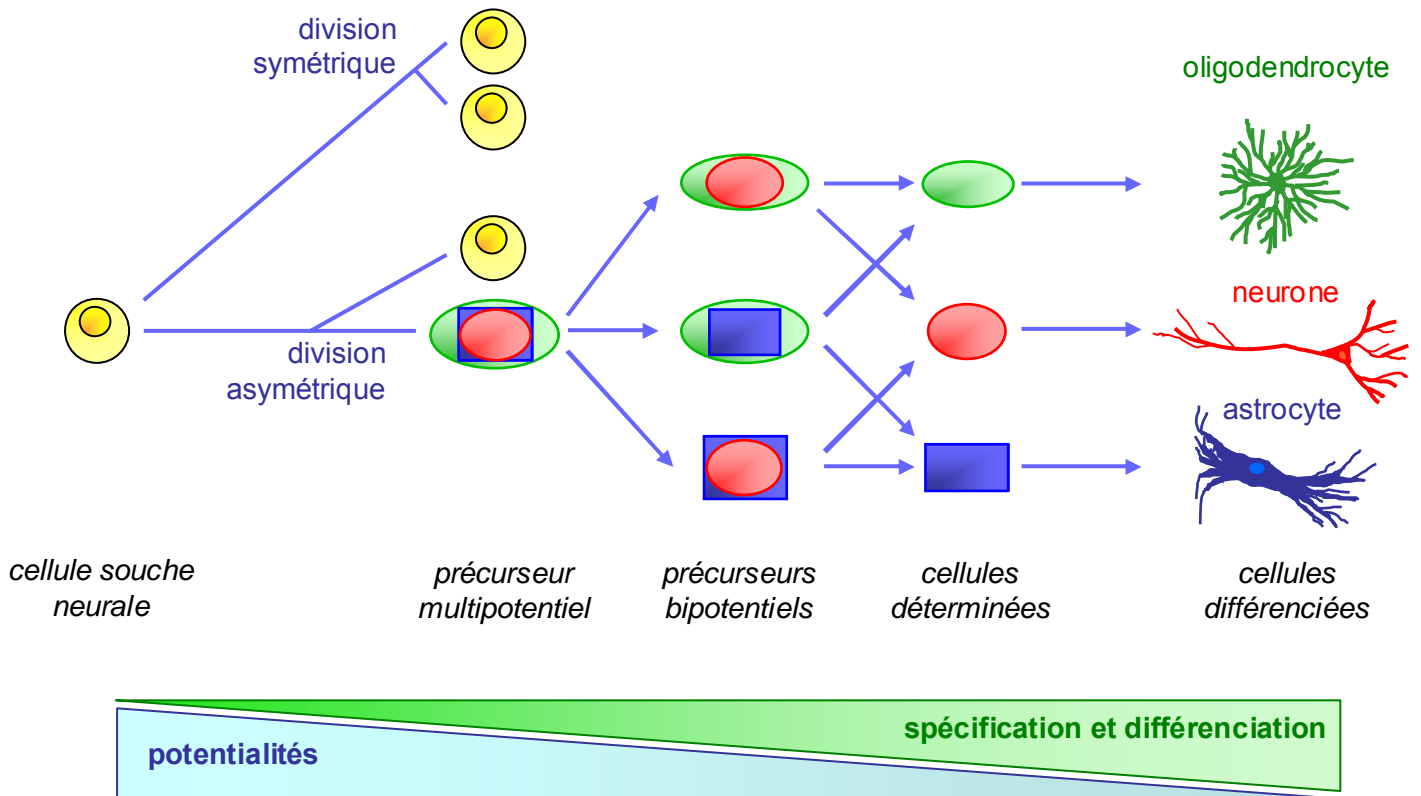 division
symétrique
oligodendrocyte
neurone
division
asymétrique
astrocyte
cellule souche
neurale
précurseur
multipotentiel
précurseurs
bipotentiels
cellules
déterminées
cellules
différenciées
spécification et différenciation
potentialités